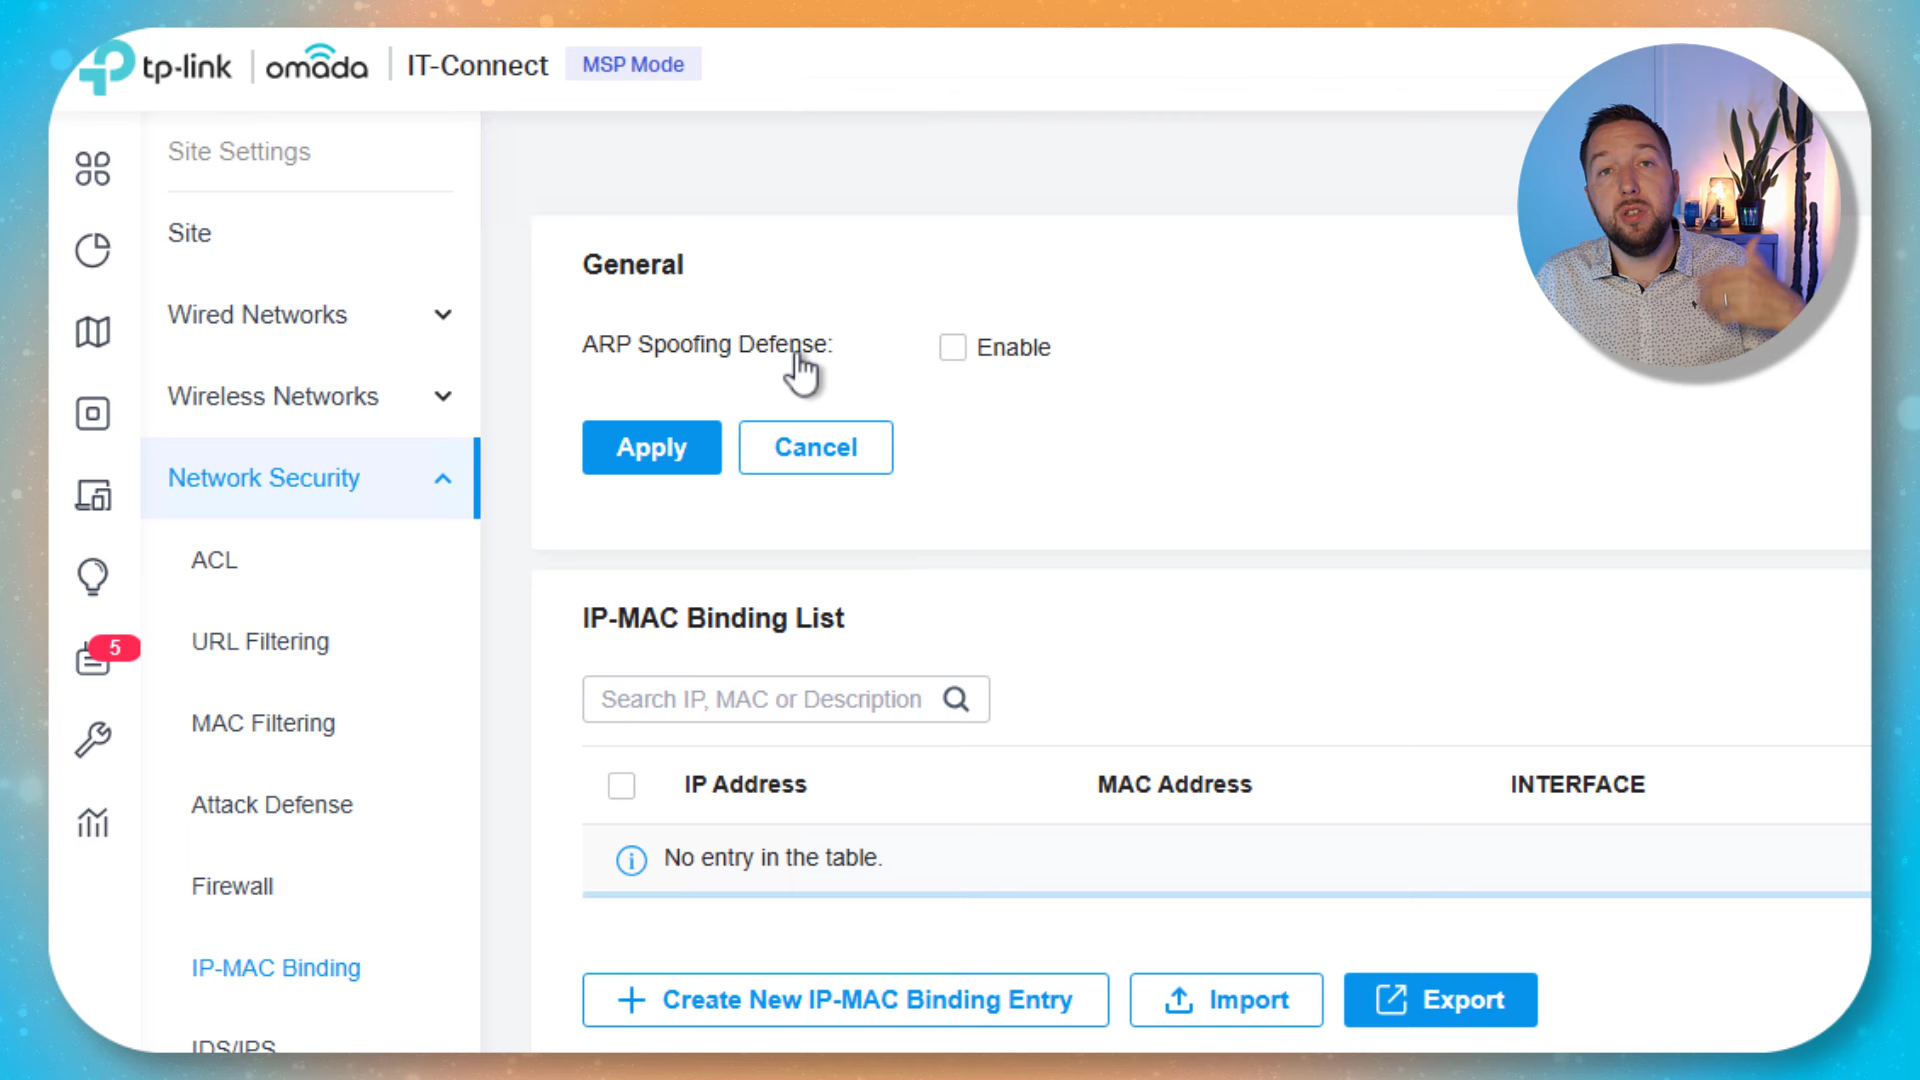 tp-link | omada | IT-Connect MSP Mode
Site Settings
Site
Wired Networks
Wireless Networks
Network Security
ACL
URL Filtering
MAC Filtering
Attack Defense
Firewall
IP-MAC Binding
IDS/IPS
5
General
ARP Spoofing Defense: Enable
Apply Cancel
IP-MAC Binding List
Search IP, MAC or Description
IP Address MAC Address INTERFACE
No entry in the table.
+ Create New IP-MAC Binding Entry Import Export